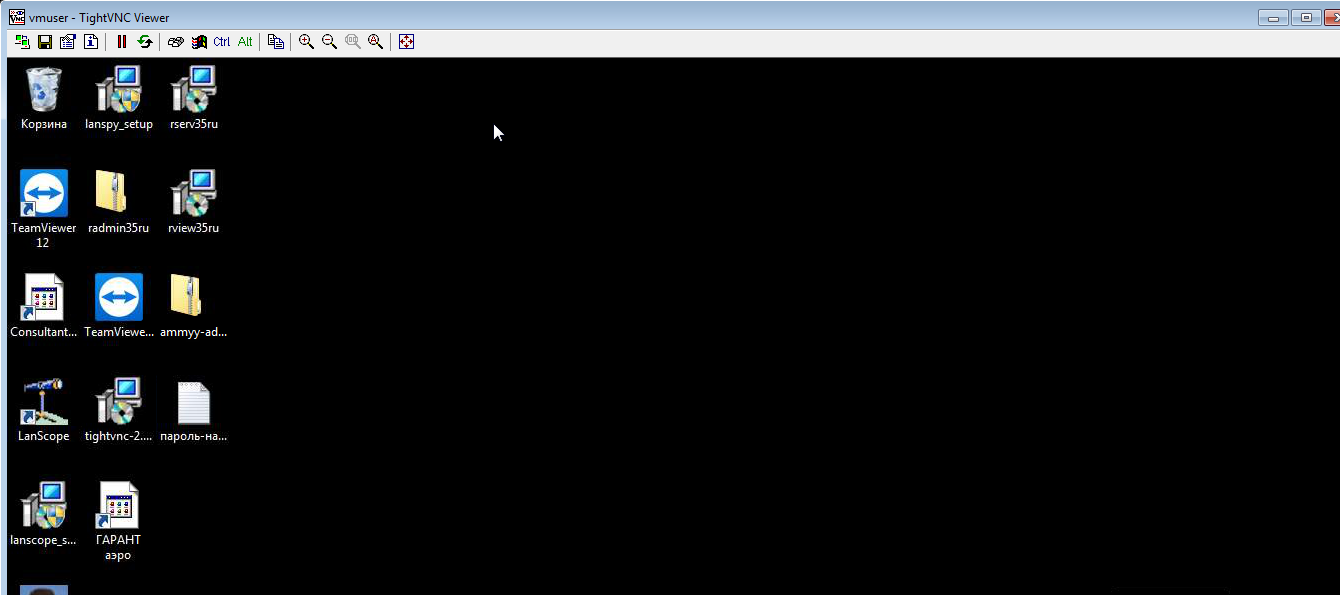 vmuser - TightVNC Viewer
Ctrl Alt
Корзина
lanspy_setup
rserv35ru
TeamViewer
12
radmin35ru
rview35ru
Consultant...
TeamViewe...
ammyy-ad...
LanScope
tightvnc-2....
пароль-на...
lanscope_s...
ГАРАНТ
аэро